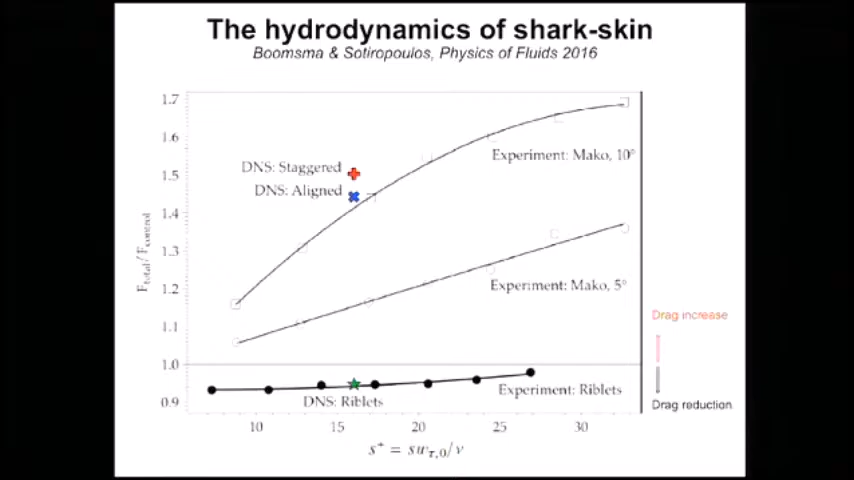 The hydrodynamics of shark-skin
Boomsma & Sotiropoulos, Physics of Fluids 2016
1.7
1.6
Experiment: Mako, 10°
DNS: Staggered
1.5
DNS: Aligned
1.4
F_total/F_control
1.3
1.2
Experiment: Mako, 5°
1.1
Drag increase
1.0
Experiment: Riblets
DNS: Riblets
0.9
Drag reduction
10 15 20 25 30
s⁺ = su_τ,0/ν